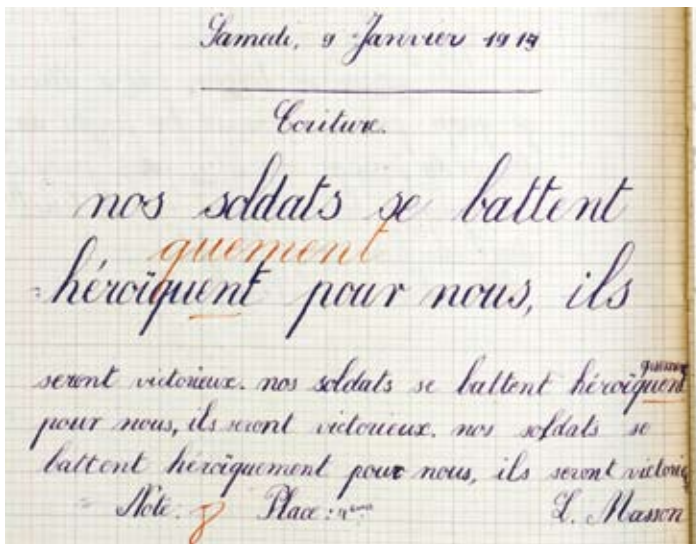 Samedi, 9 Janvier 1915
Ecriture.
nos soldats se battent
quement
héroïquent pour nous, ils
quement
seront victorieux. nos soldats se battent héroïquent
pour nous, ils seront victorieux. nos soldats se
battent héroïquement pour nous, ils seront
Note: 8 Place: L. Masson